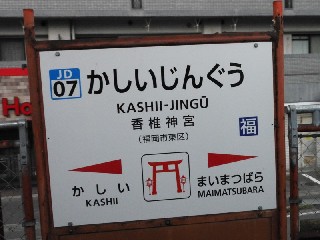 JD
07
かしいじんぐう
KASHII-JINGŪ
香椎神宮
(福岡市東区)
福
かしい
KASHII
まいまつばら
MAIMATSUBARA